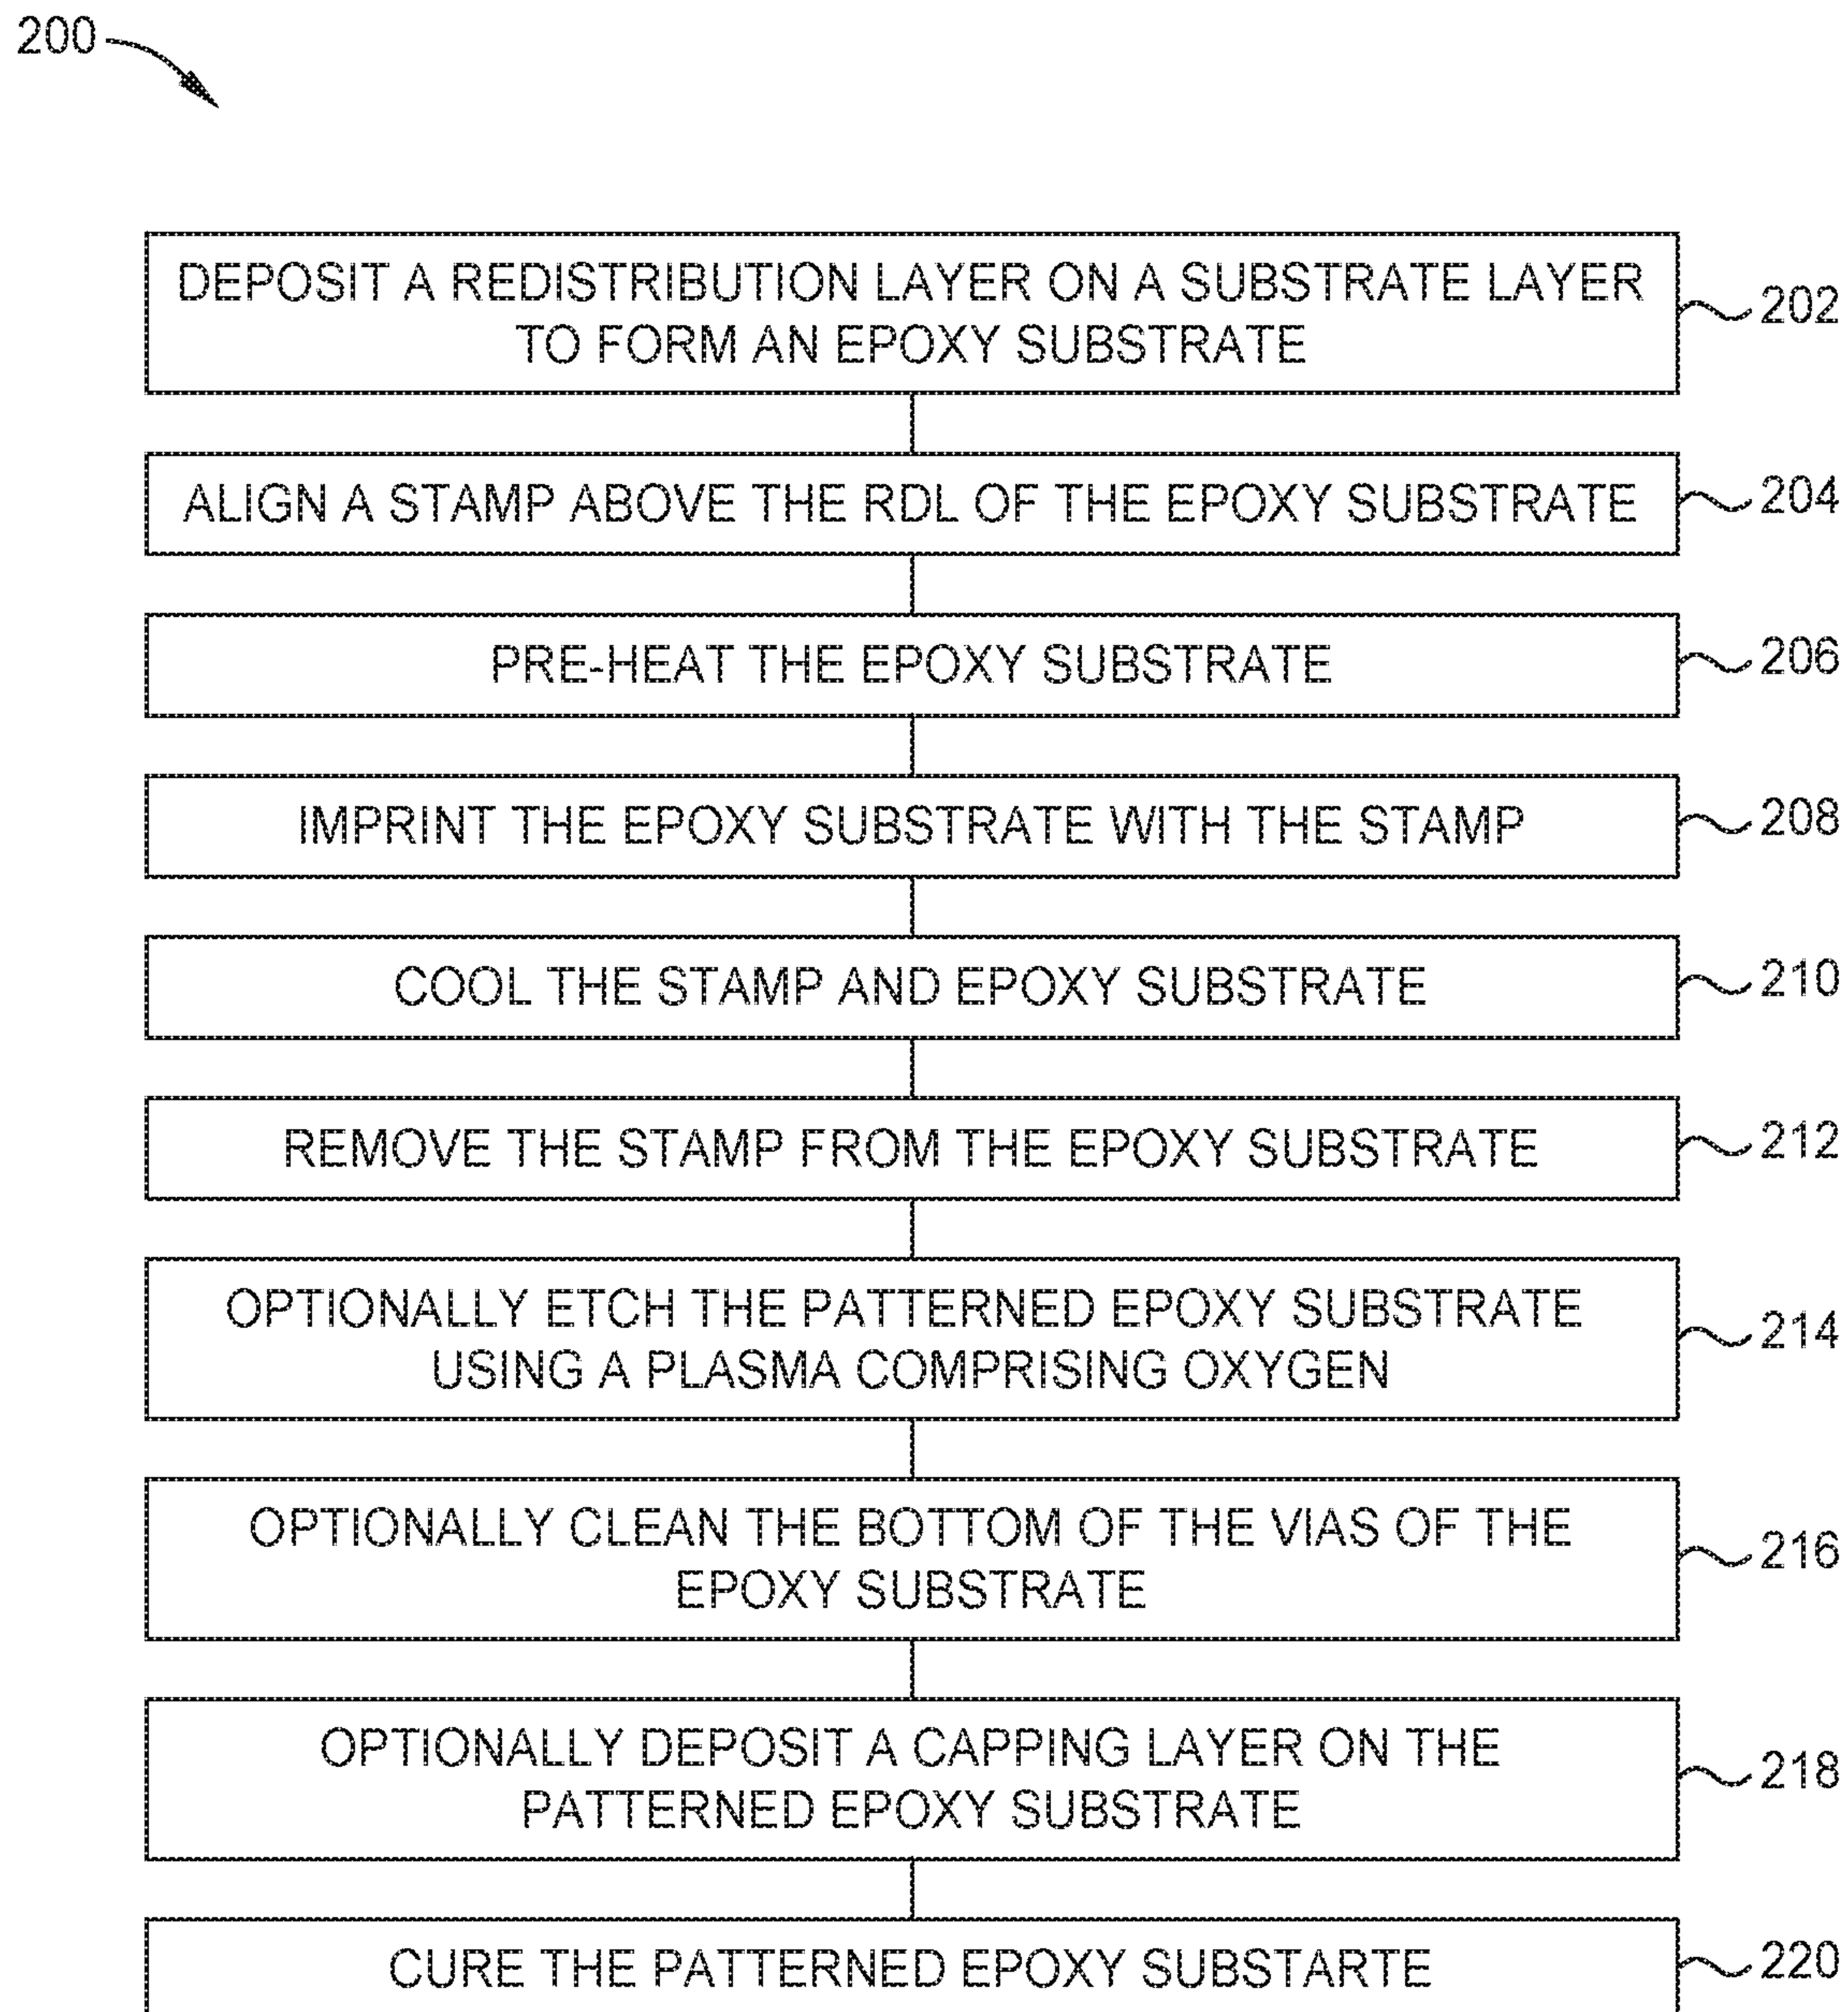 200
DEPOSIT A REDISTRIBUTION LAYER ON A SUBSTRATE LAYER
TO FORM AN EPOXY SUBSTRATE
202
ALIGN A STAMP ABOVE THE RDL OF THE EPOXY SUBSTRATE
204
PRE-HEAT THE EPOXY SUBSTRATE
206
IMPRINT THE EPOXY SUBSTRATE WITH THE STAMP
208
COOL THE STAMP AND EPOXY SUBSTRATE
210
REMOVE THE STAMP FROM THE EPOXY SUBSTRATE
212
OPTIONALLY ETCH THE PATTERNED EPOXY SUBSTRATE
USING A PLASMA COMPRISING OXYGEN
214
OPTIONALLY CLEAN THE BOTTOM OF THE VIAS OF THE
EPOXY SUBSTRATE
216
OPTIONALLY DEPOSIT A CAPPING LAYER ON THE
PATTERNED EPOXY SUBSTRATE
218
CURE THE PATTERNED EPOXY SUBSTARTE
220